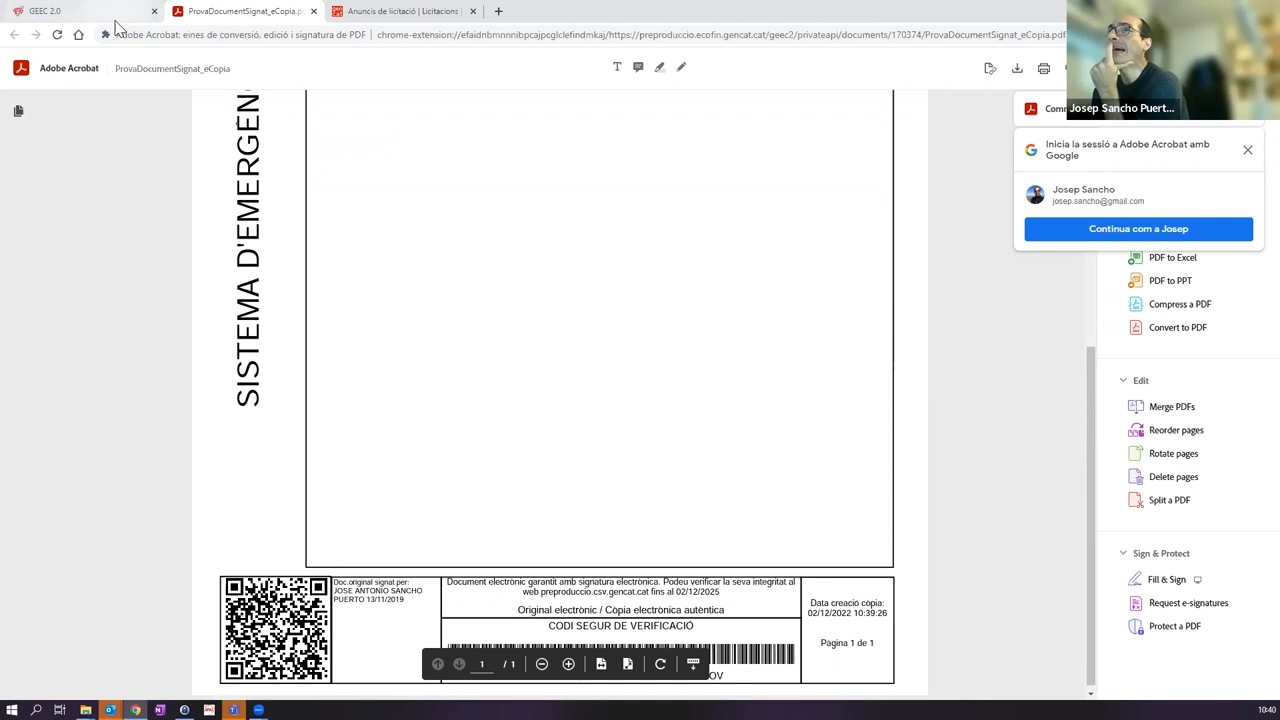 GEEC 2.0
ProvaDocumentSignat_eCopia.p
Anuncis de licitació | Licitacions |
Adobe Acrobat: eines de conversió, edició i signatura de PDF | chrome-extension://efaidnbmnnnibpcajpcglclefindmkaj/https://preproduccio.ecofin.gencat.cat/geec2/privateapi/documents/170374/ProvaDocumentSignat_eCopia.pdf
Adobe Acrobat
ProvaDocumentSignat_eCopia
Josep Sancho Puert...
Inicia la sessió a Adobe Acrobat amb
Google
Josep Sancho
josep.sancho@gmail.com
Continua com a Josep
PDF to Excel
PDF to PPT
Compress a PDF
Convert to PDF
Edit
Merge PDFs
Reorder pages
Rotate pages
Delete pages
Split a PDF
Sign & Protect
Fill & Sign
Request e-signatures
Protect a PDF
SISTEMA D'EMERGÈN
Doc.original signat per:
JOSE ANTONIO SANCHO
PUERTO 13/11/2019
Document electrònic garantit amb signatura electrònica. Podeu verificar la seva integritat al
web preproduccio.csv.gencat.cat fins al 02/12/2025
Original electrònic / Còpia electrònica autèntica
CODI SEGUR DE VERIFICACIÓ
Data creació còpia:
02/12/2022 10:39:26
Pàgina 1 de 1
1 / 1
10:40